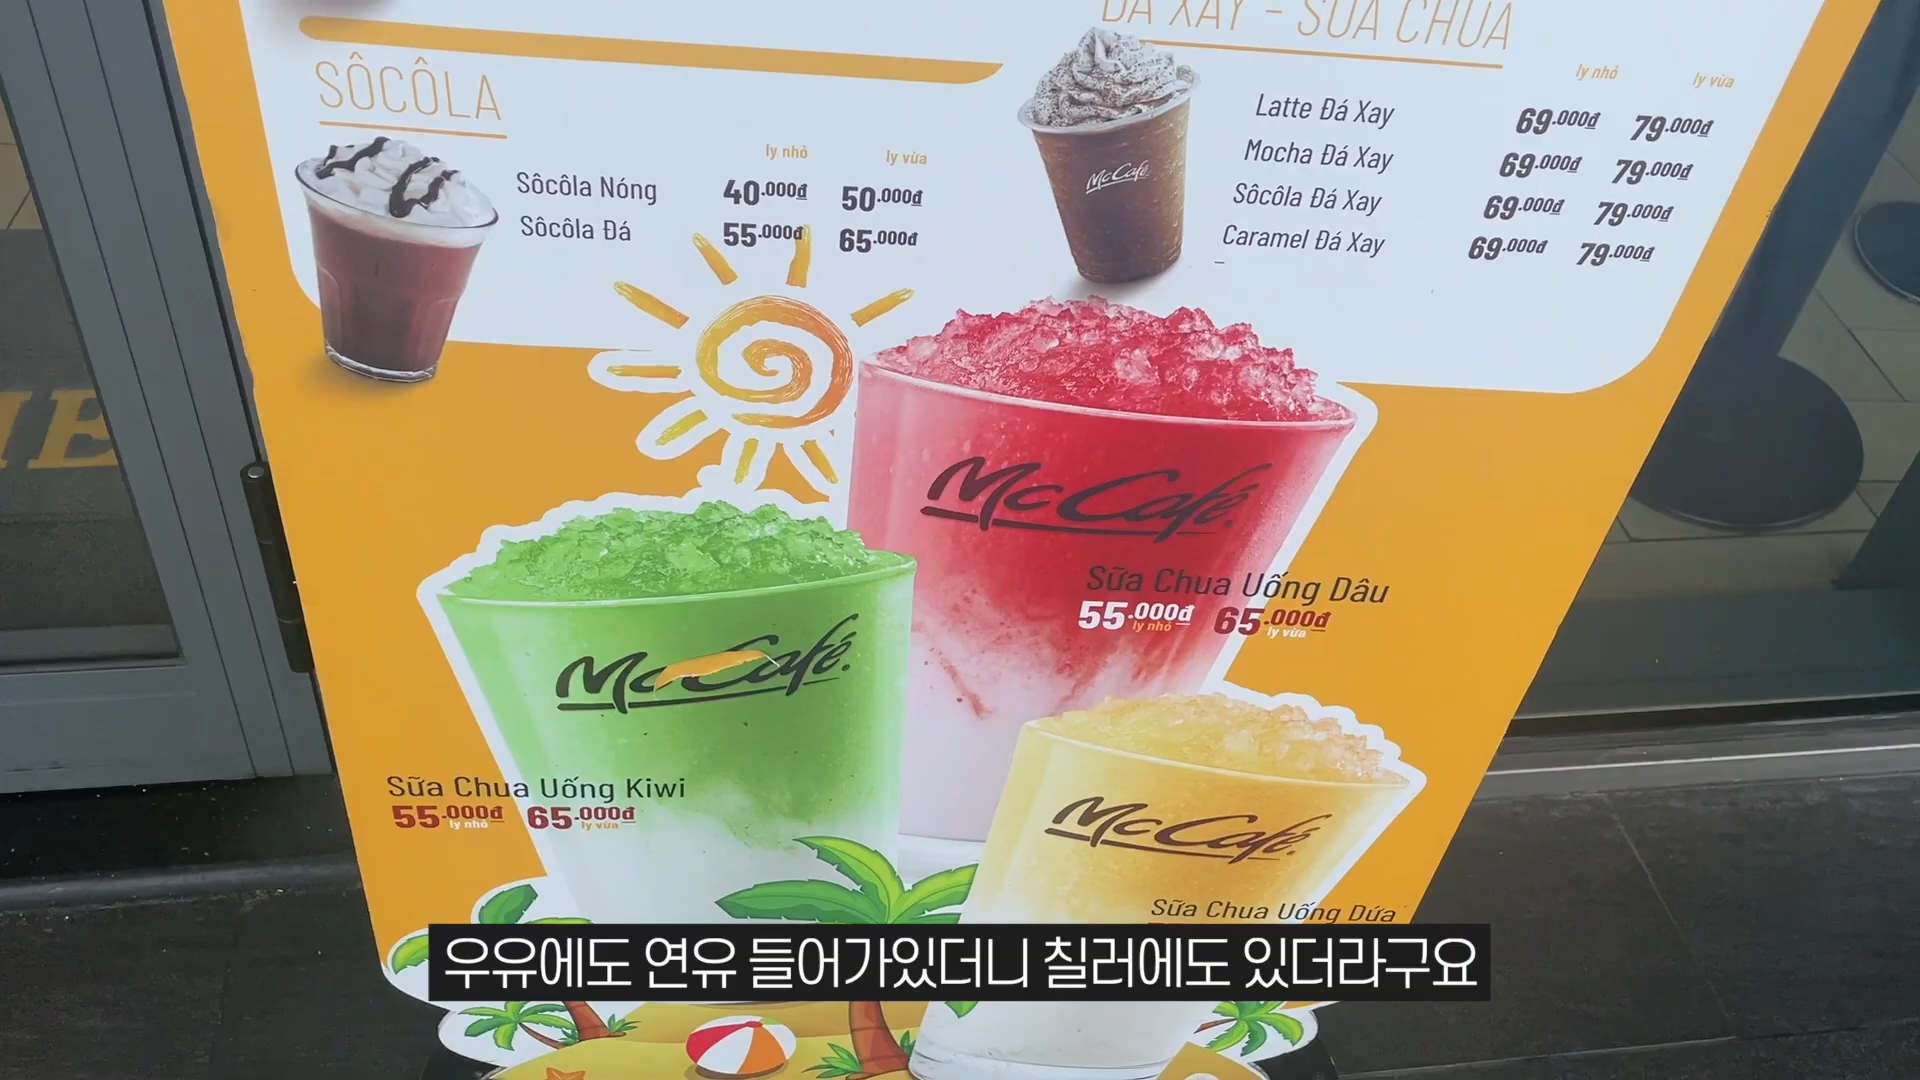 ĐÁ XAY - SỮA CHUA
SÔCÔLA
ly nhỏ ly vừa
Sôcôla Nóng 40.000đ 50.000đ
Sôcôla Đá 55.000đ 65.000đ
ly nhỏ ly vừa
Latte Đá Xay 69.000đ 79.000đ
Mocha Đá Xay 69.000đ 79.000đ
Sôcôla Đá Xay 69.000đ 79.000đ
Caramel Đá Xay 69.000đ 79.000đ
McCafé
McCafé
Sữa Chua Uống Dâu
55.000đ 65.000đ
ly nhỏ ly vừa
McCafé
Sữa Chua Uống Kiwi
55.000đ 65.000đ
ly nhỏ ly vừa
McCafé
Sữa Chua Uống Dứa
우유에도 연유 들어가있더니 칠러에도 있더라구요